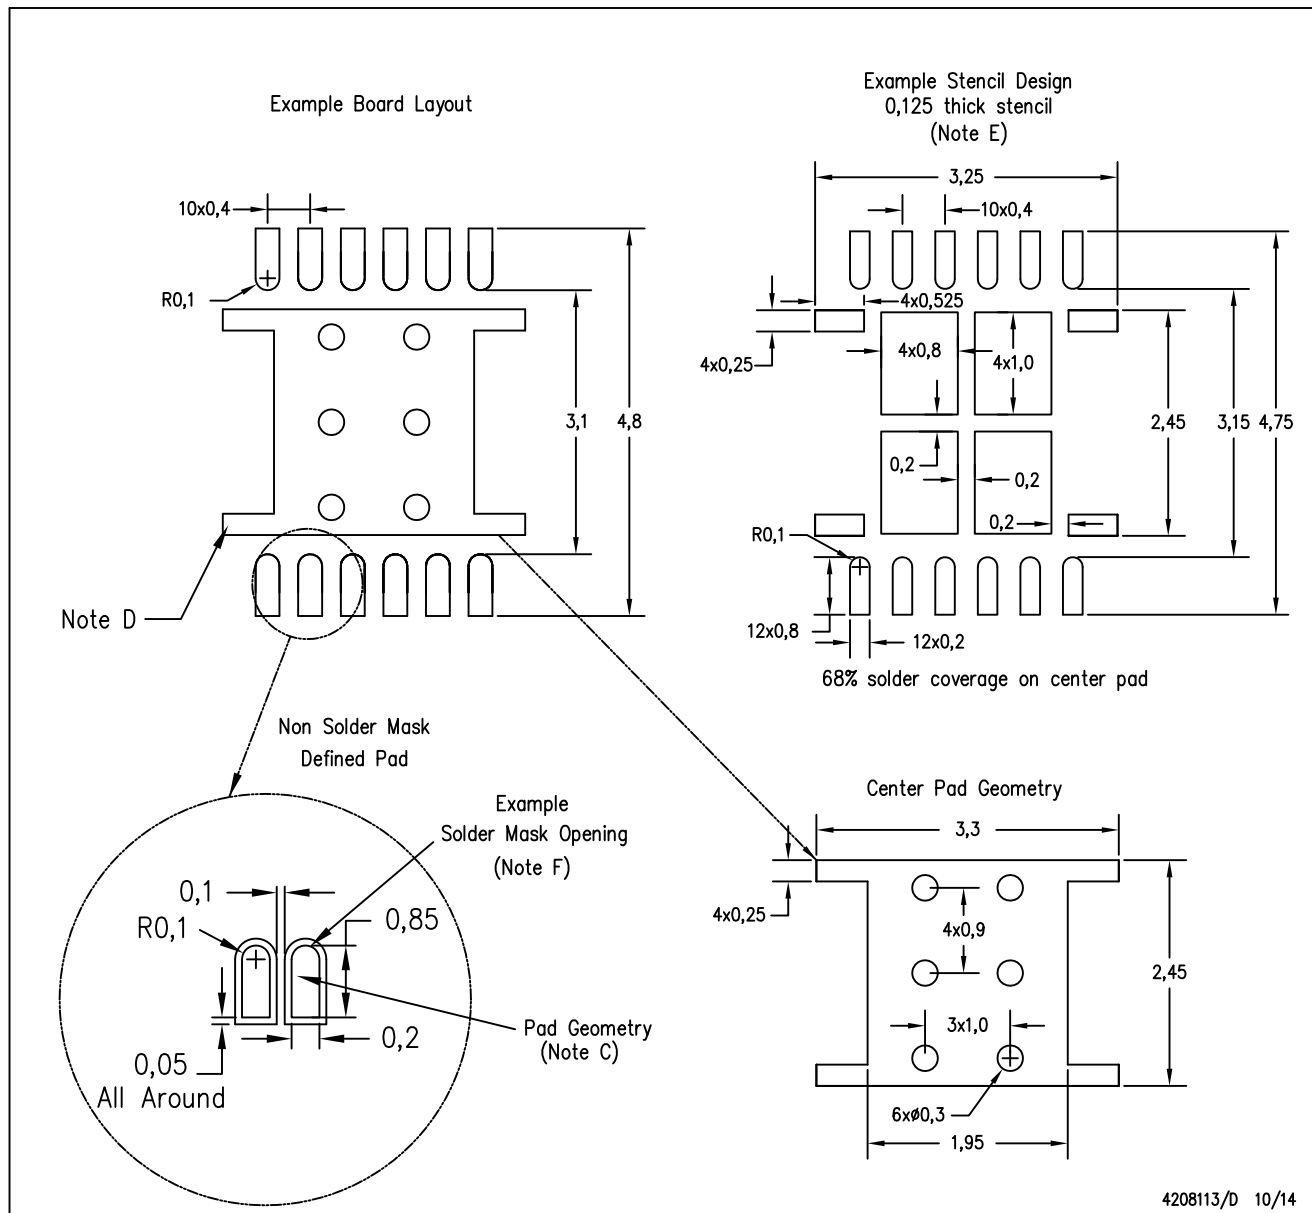 Example Board Layout
10x0,4
R0,1
3,1
4,8
Note D
Example Stencil Design
0,125 thick stencil
(Note E)
3,25
10x0,4
4x0,525
4x0,25
4x0,8
4x1,0
2,45
3,15
4,75
0,2
0,2
0,2
R0,1
12x0,8
12x0,2
68% solder coverage on center pad
Non Solder Mask
Defined Pad
Example
Solder Mask Opening
(Note F)
0,1
R0,1
0,85
Pad Geometry
(Note C)
0,2
0,05
All Around
Center Pad Geometry
3,3
4x0,25
4x0,9
2,45
3x1,0
6xø0,3
1,95
4208113/D 10/14